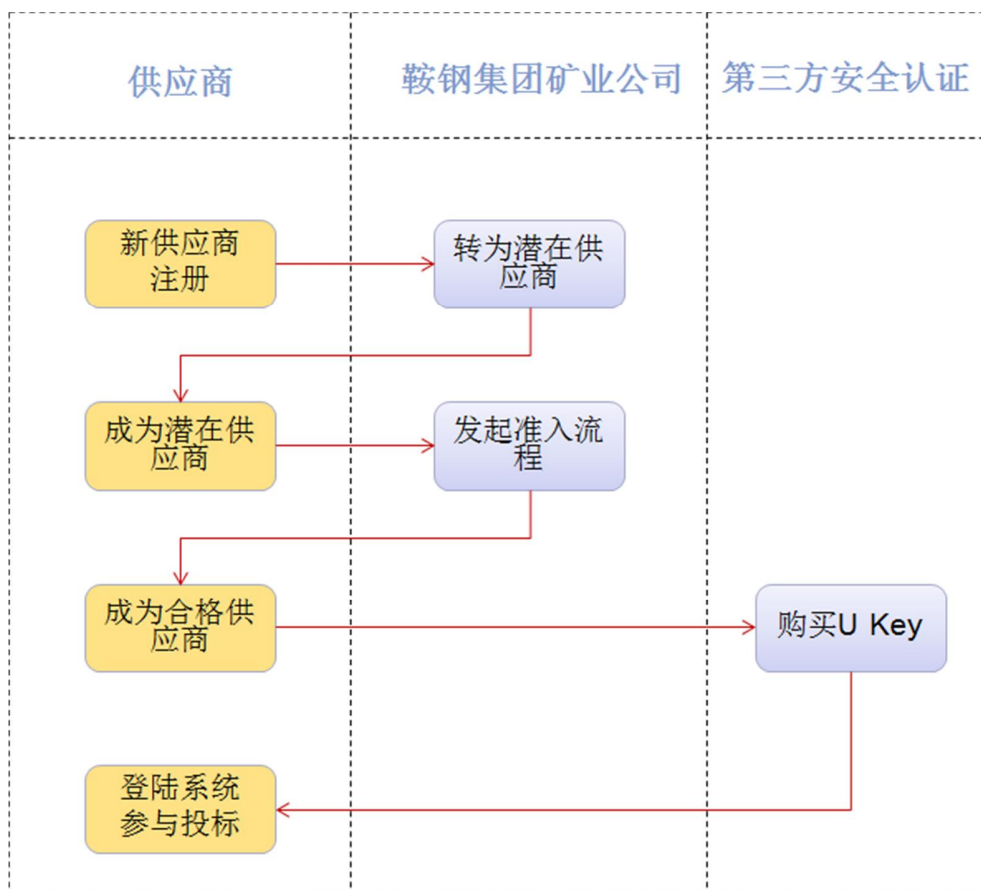 供应商
鞍钢集团矿业公司
第三方安全认证
新供应商
注册
转为潜在供
应商
成为潜在供
应商
发起准入流
程
成为合格供
应商
购买U Key
登陆系统
参与投标